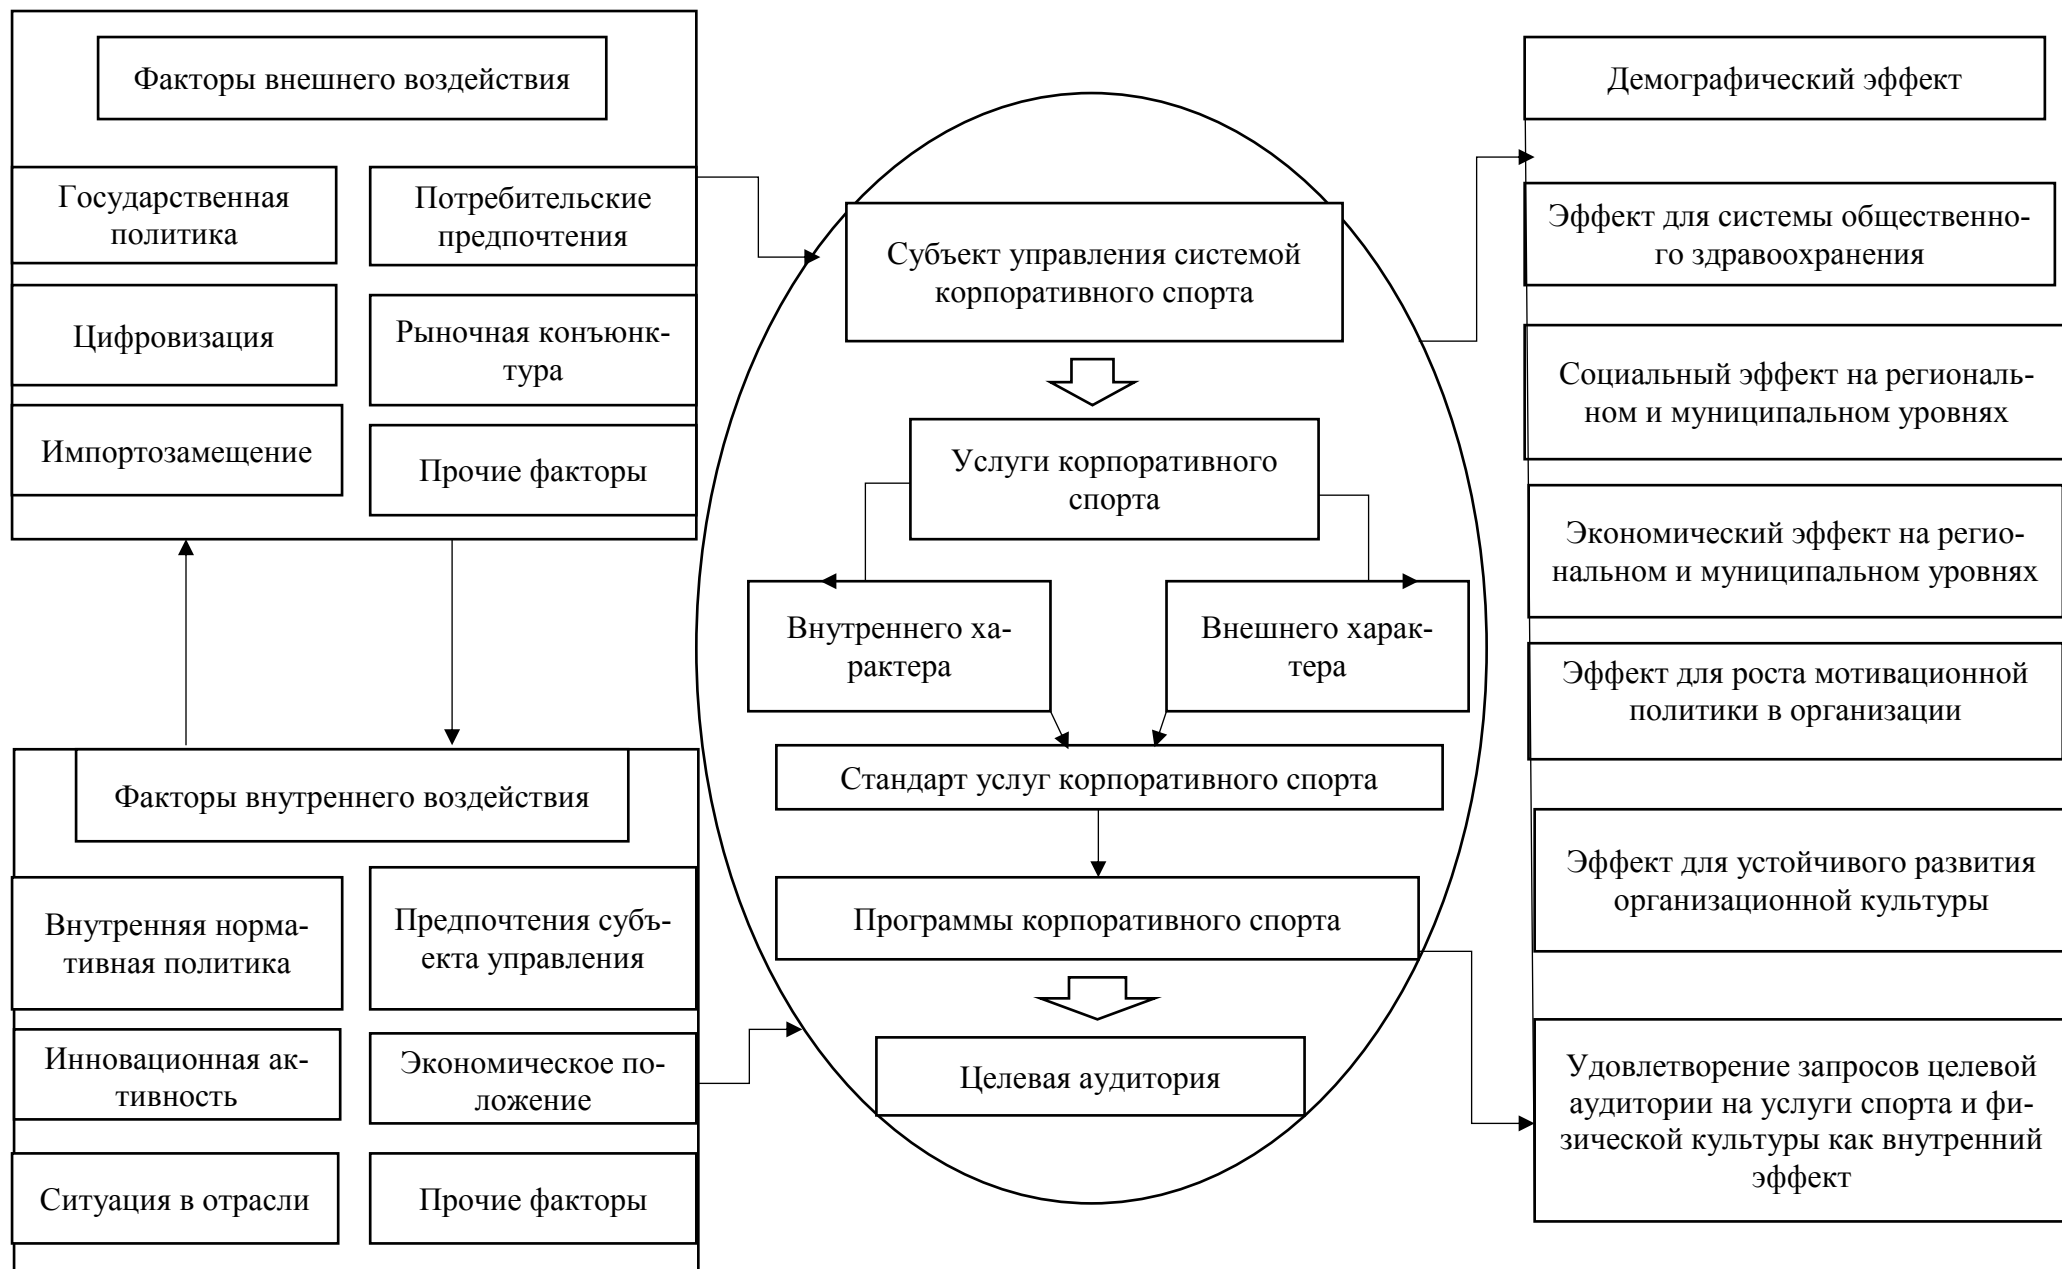 Факторы внешнего воздействия
Государственная
политика
Потребительские
предпочтения
Цифровизация
Рыночная конъюнк-
тура
Импортозамещение
Прочие факторы
Факторы внутреннего воздействия
Внутренняя норма-
тивная политика
Предпочтения субъ-
екта управления
Инновационная ак-
тивность
Экономическое по-
ложение
Ситуация в отрасли
Прочие факторы
Субъект управления системой
корпоративного спорта
Услуги корпоративного
спорта
Внутреннего ха-
рактера
Внешнего харак-
тера
Стандарт услуг корпоративного спорта
Программы корпоративного спорта
Целевая аудитория
Демографический эффект
Эффект для системы общественно-
го здравоохранения
Социальный эффект на региональ-
ном и муниципальном уровнях
Экономический эффект на регио-
нальном и муниципальном уровнях
Эффект для роста мотивационной
политики в организации
Эффект для устойчивого развития
организационной культуры
Удовлетворение запросов целевой
аудитории на услуги спорта и фи-
зической культуры как внутренний
эффект